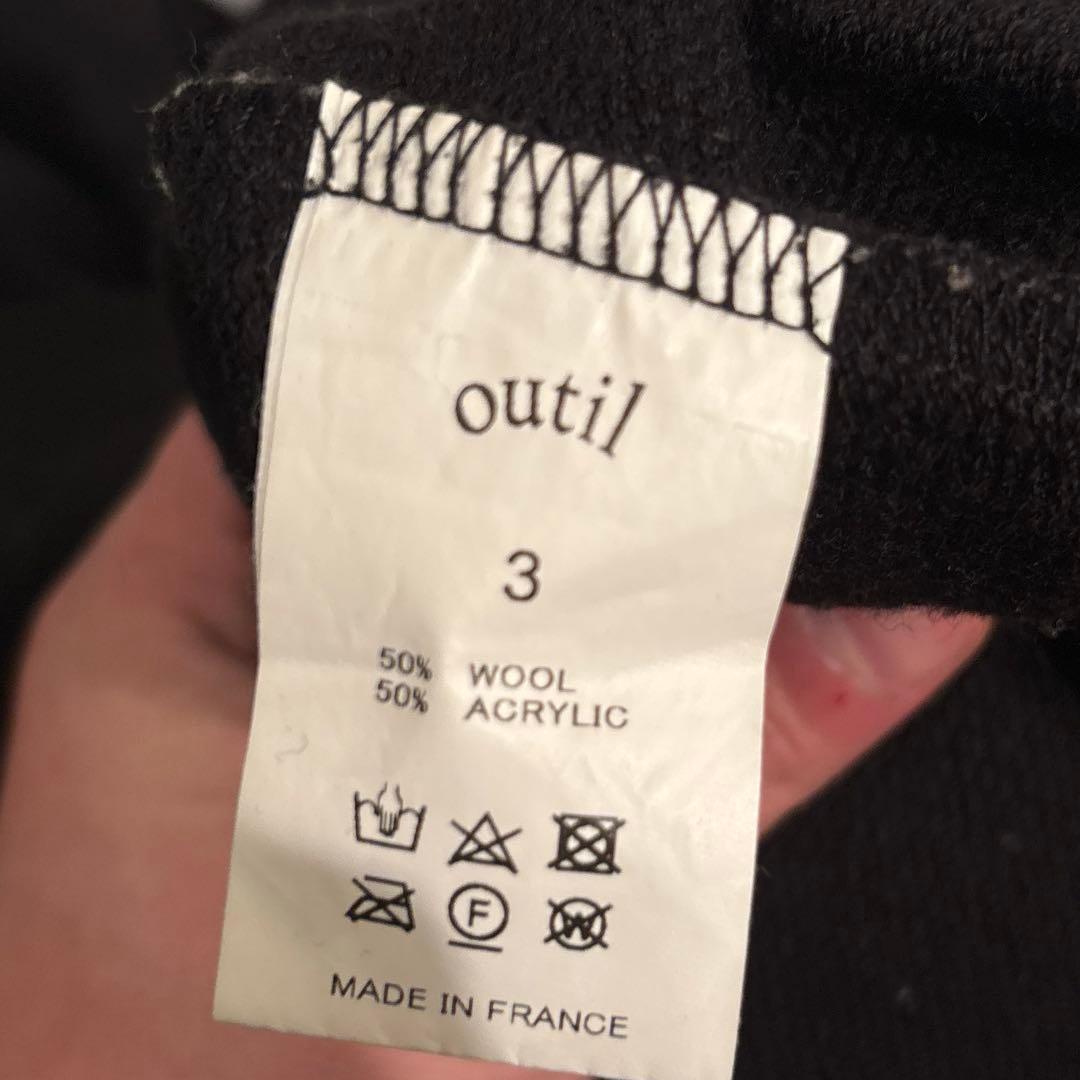 outil
3
50% WOOL
50% ACRYLIC
F W
MADE IN FRANCE